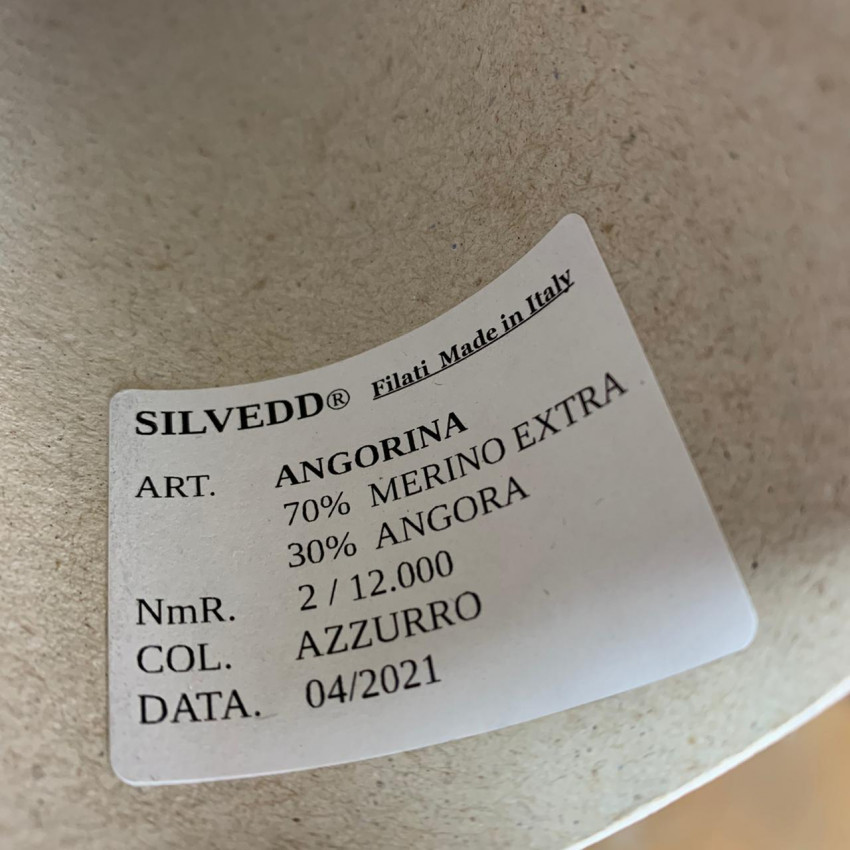 SILVEDD® Filati Made in Italy
ART. ANGORINA
70% MERINO EXTRA
30% ANGORA
NmR. 2 / 12.000
COL. AZZURRO
DATA. 04/2021